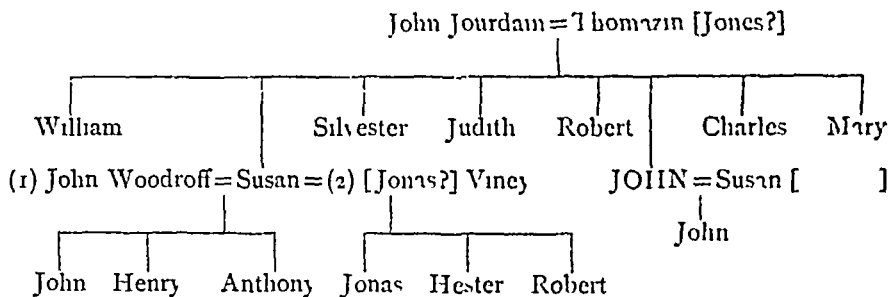 John Jourdain = Thomazin [Jones?]
William Silvester Judith Robert Charles Mary
(1) John Woodroff = Susan = (2) [Jonas?] Viney JOHN = Susan [ ]
John
John Henry Anthony Jonas Hester Robert